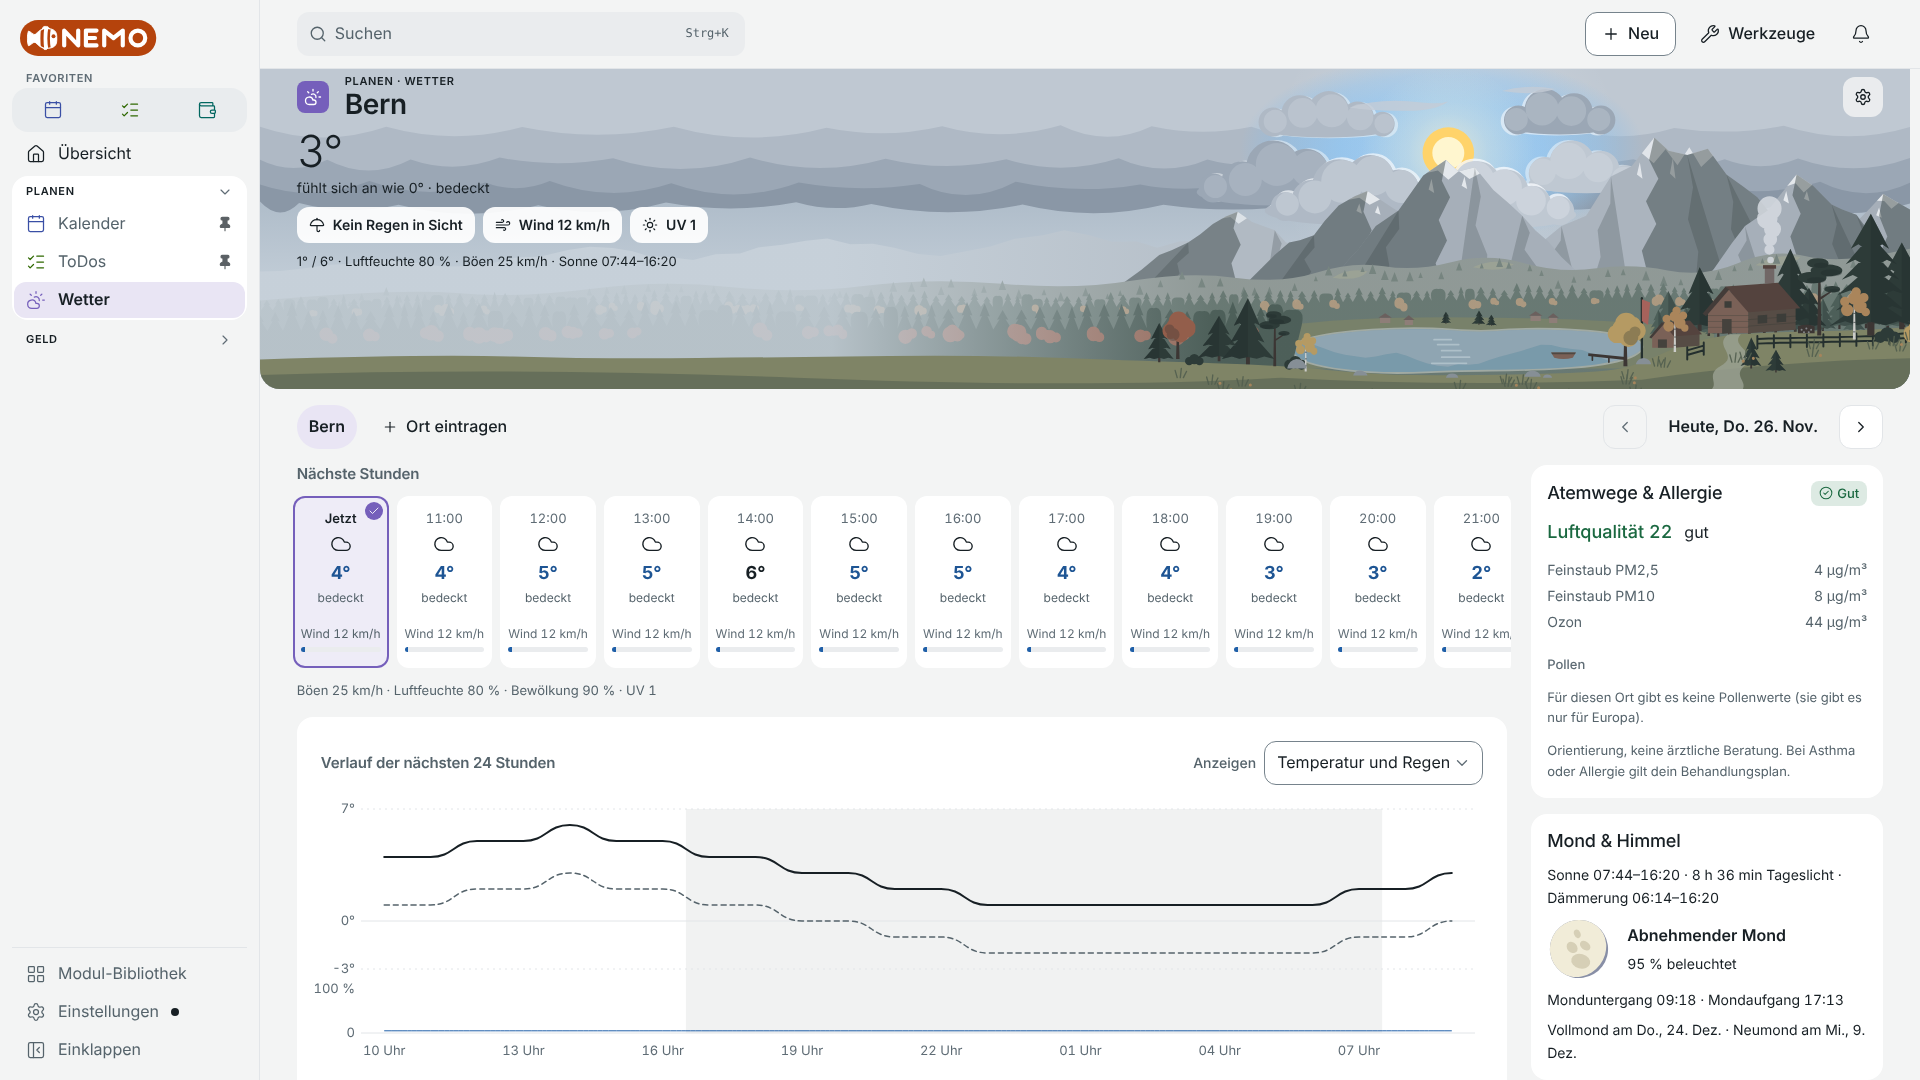 NEMO
FAVORITEN
Übersicht
PLANEN
Kalender
ToDos
Wetter
GELD
Modul-Bibliothek
Einstellungen
Einklappen
Suchen
Strg+K
Neu
Werkzeuge
PLANEN · WETTER
Bern
3°
fühlt sich an wie 0° · bedeckt
Kein Regen in Sicht
Wind 12 km/h
UV 1
1° / 6° · Luftfeuchte 80 % · Böen 25 km/h · Sonne 07:44–16:20
Bern
Ort eintragen
Heute, Do. 26. Nov.
Nächste Stunden
Jetzt 11:00 12:00 13:00 14:00 15:00 16:00 17:00 18:00 19:00 20:00 21:00
4° 4° 5° 5° 6° 5° 5° 4° 4° 3° 3° 2°
bedeckt bedeckt bedeckt bedeckt bedeckt bedeckt bedeckt bedeckt bedeckt bedeckt bedeckt bedeckt
Wind 12 km/h Wind 12 km/h Wind 12 km/h Wind 12 km/h Wind 12 km/h Wind 12 km/h Wind 12 km/h Wind 12 km/h Wind 12 km/h Wind 12 km/h Wind 12 km/h Wind 12 km/
Böen 25 km/h · Luftfeuchte 80 % · Bewölkung 90 % · UV 1
Verlauf der nächsten 24 Stunden
Anzeigen
Temperatur und Regen
7°
0°
-3°
100 %
0
10 Uhr 13 Uhr 16 Uhr 19 Uhr 22 Uhr 01 Uhr 04 Uhr 07 Uhr
Atemwege & Allergie
Gut
Luftqualität 22 gut
Feinstaub PM2,5 4 µg/m³
Feinstaub PM10 8 µg/m³
Ozon 44 µg/m³
Pollen
Für diesen Ort gibt es keine Pollenwerte (sie gibt es
nur für Europa).
Orientierung, keine ärztliche Beratung. Bei Asthma
oder Allergie gilt dein Behandlungsplan.
Mond & Himmel
Sonne 07:44–16:20 · 8 h 36 min Tageslicht ·
Dämmerung 06:14–16:20
Abnehmender Mond
95 % beleuchtet
Monduntergang 09:18 · Mondaufgang 17:13
Vollmond am Do., 24. Dez. · Neumond am Mi., 9.
Dez.